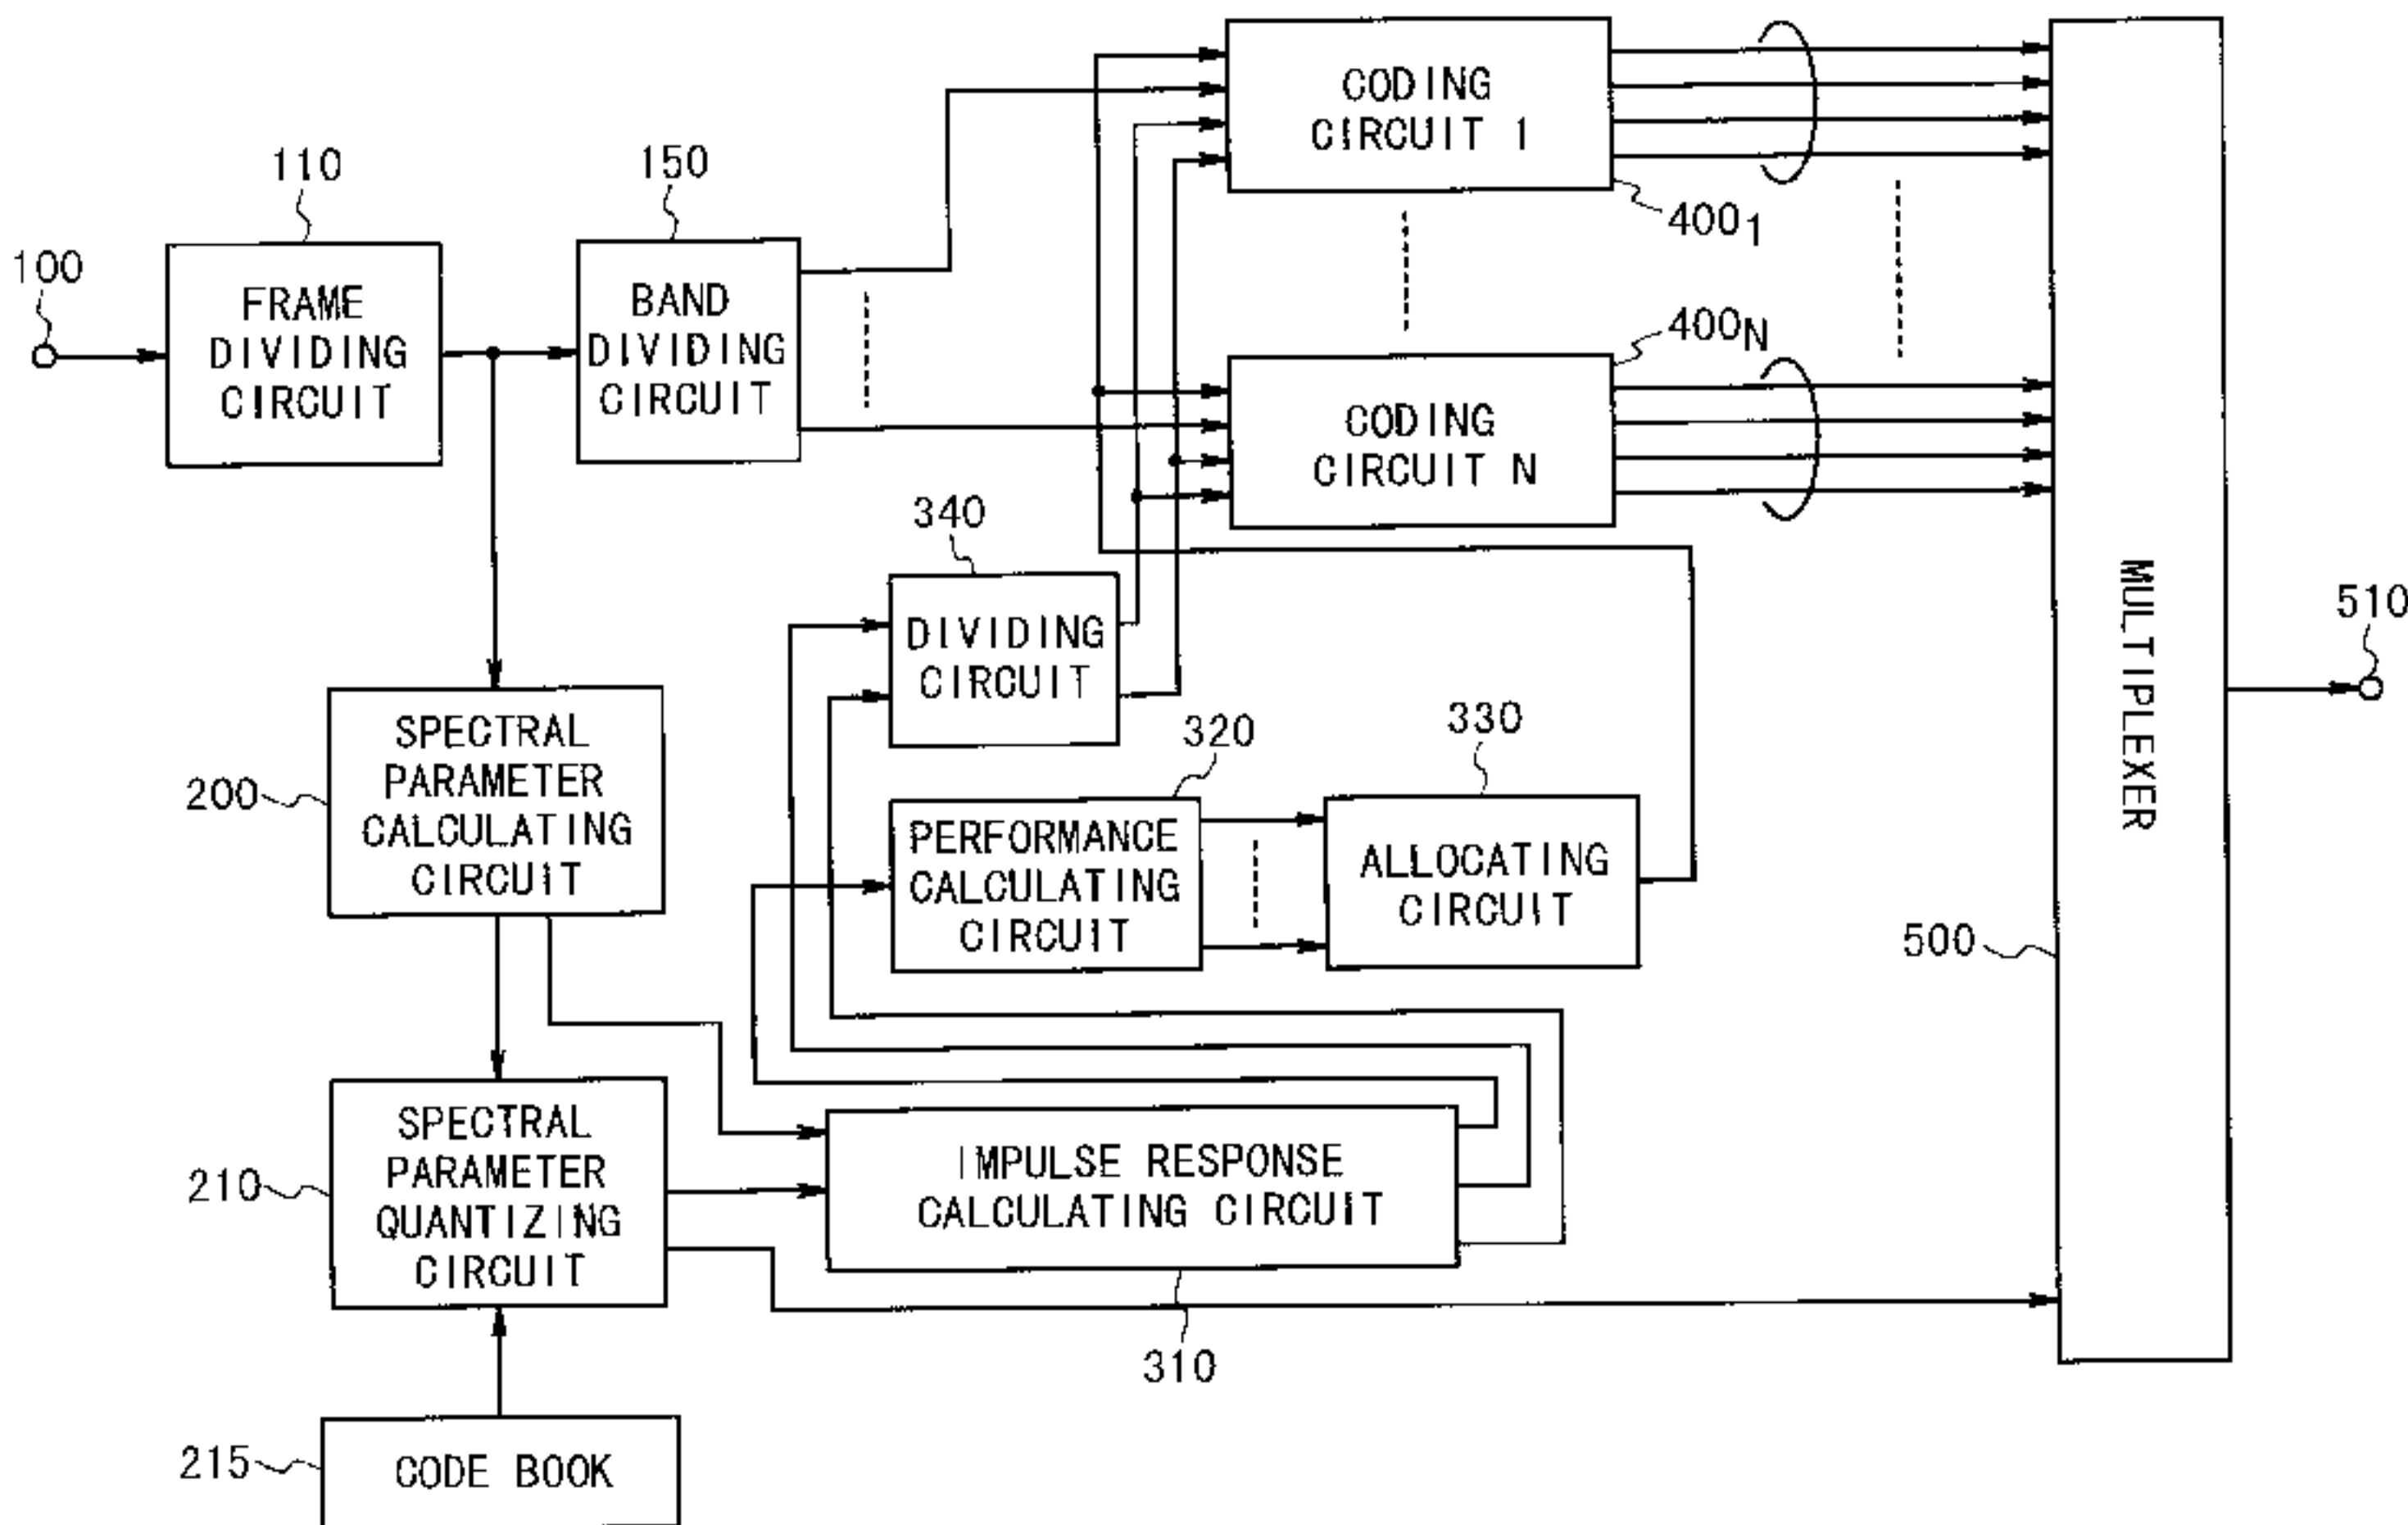 CODING
CIRCUIT 1
110
150
400₁
100
FRAME
DIVIDING
CIRCUIT
BAND
DIVIDING
CIRCUIT
400N
CODING
CIRCUIT N
340
DIVIDING
CIRCUIT
MULTIPLEXER
510
SPECTRAL
PARAMETER
CALCULATING
CIRCUIT
200
320
330
PERFORMANCE
CALCULATING
CIRCUIT
ALLOCATING
CIRCUIT
500
SPECTRAL
PARAMETER
QUANTIZING
CIRCUIT
210
IMPULSE RESPONSE
CALCULATING CIRCUIT
310
215
CODE BOOK